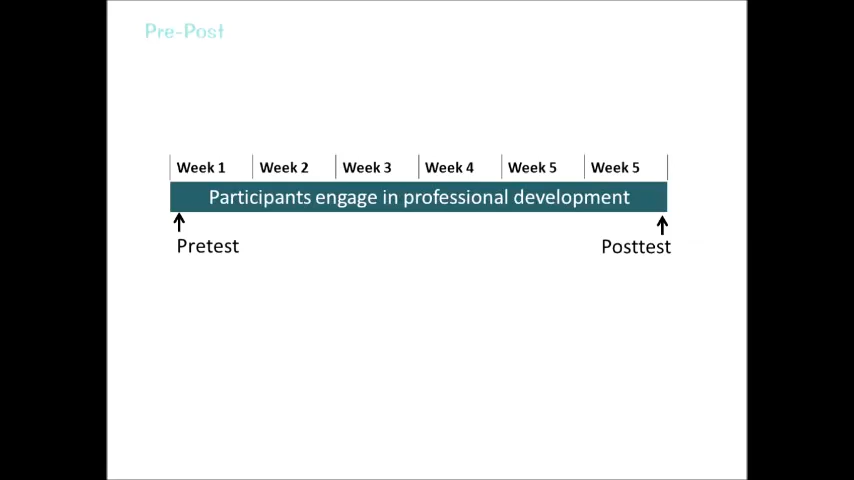 Pre-Post
Week 1 Week 2 Week 3 Week 4 Week 5 Week 5
Participants engage in professional development
Pretest Posttest